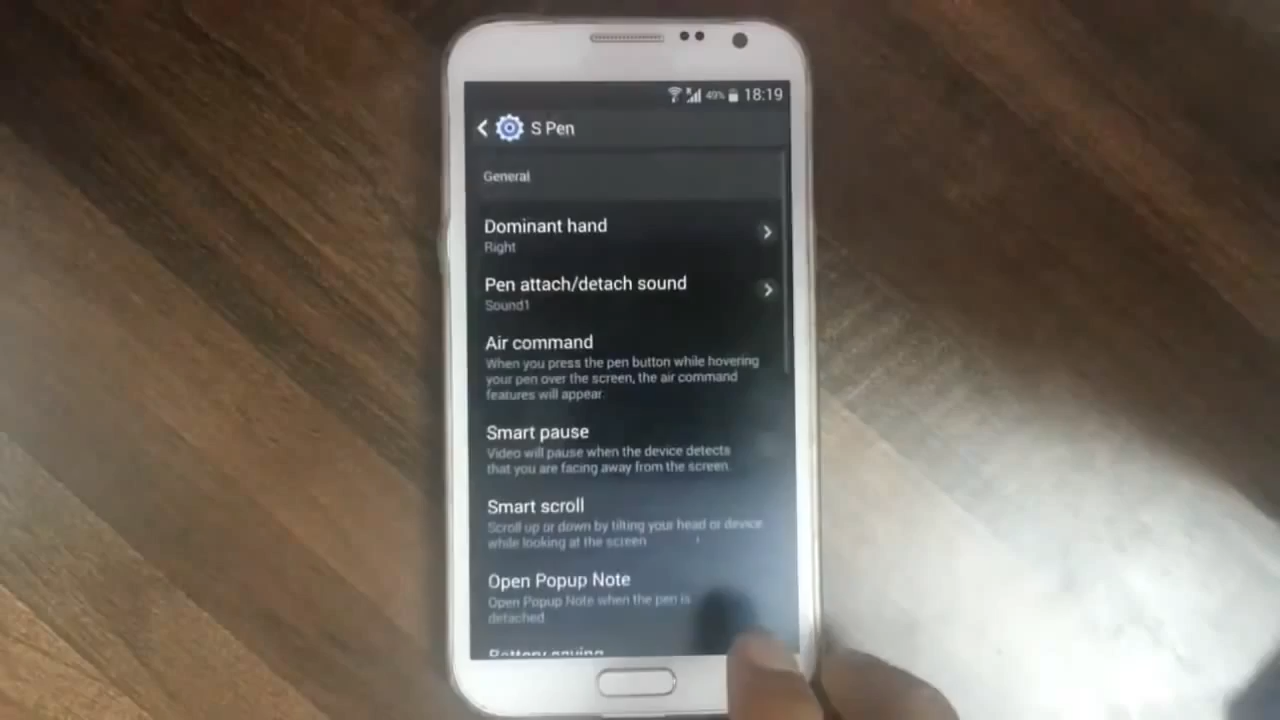 49% 18:19
S Pen
General
Dominant hand
Right
Pen attach/detach sound
Sound1
Air command
When you press the pen button while hovering
your pen over the screen, the air command
features will appear.
Smart pause
Video will pause when the device detects
that you are facing away from the screen.
Smart scroll
Scroll up or down by tilting your head or device
while looking at the screen
Open Popup Note
Open Popup Note when the pen is
detached
Battery saving